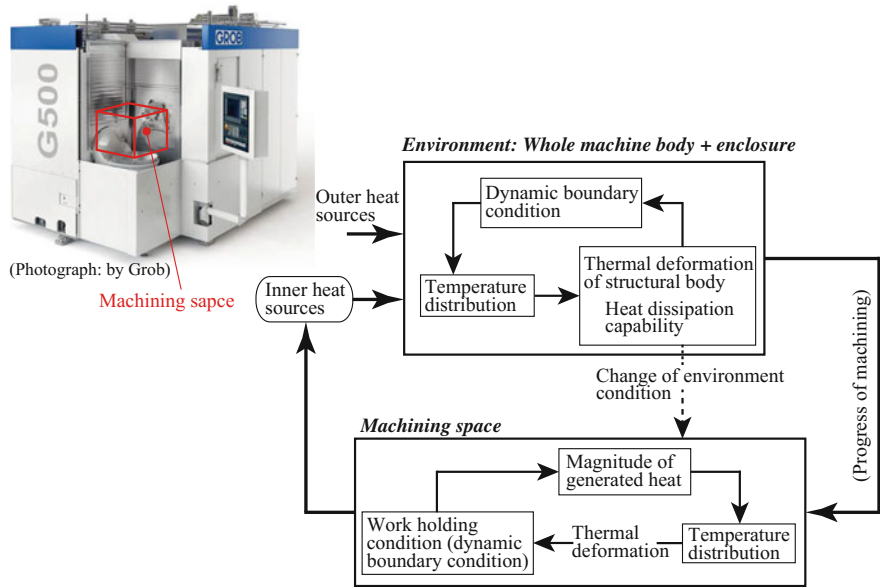 GROB
G500
(Photograph: by Grob)
Machining sapce
Environment: Whole machine body + enclosure
Outer heat
sources
Dynamic boundary
condition
Inner heat
sources
Temperature
distribution
Thermal deformation
of structural body
Heat dissipation
capability
Change of environment
condition
(Progress of machining)
Machining space
Magnitude of
generated heat
Work holding
condition (dynamic
boundary condition)
Thermal
deformation
Temperature
distribution